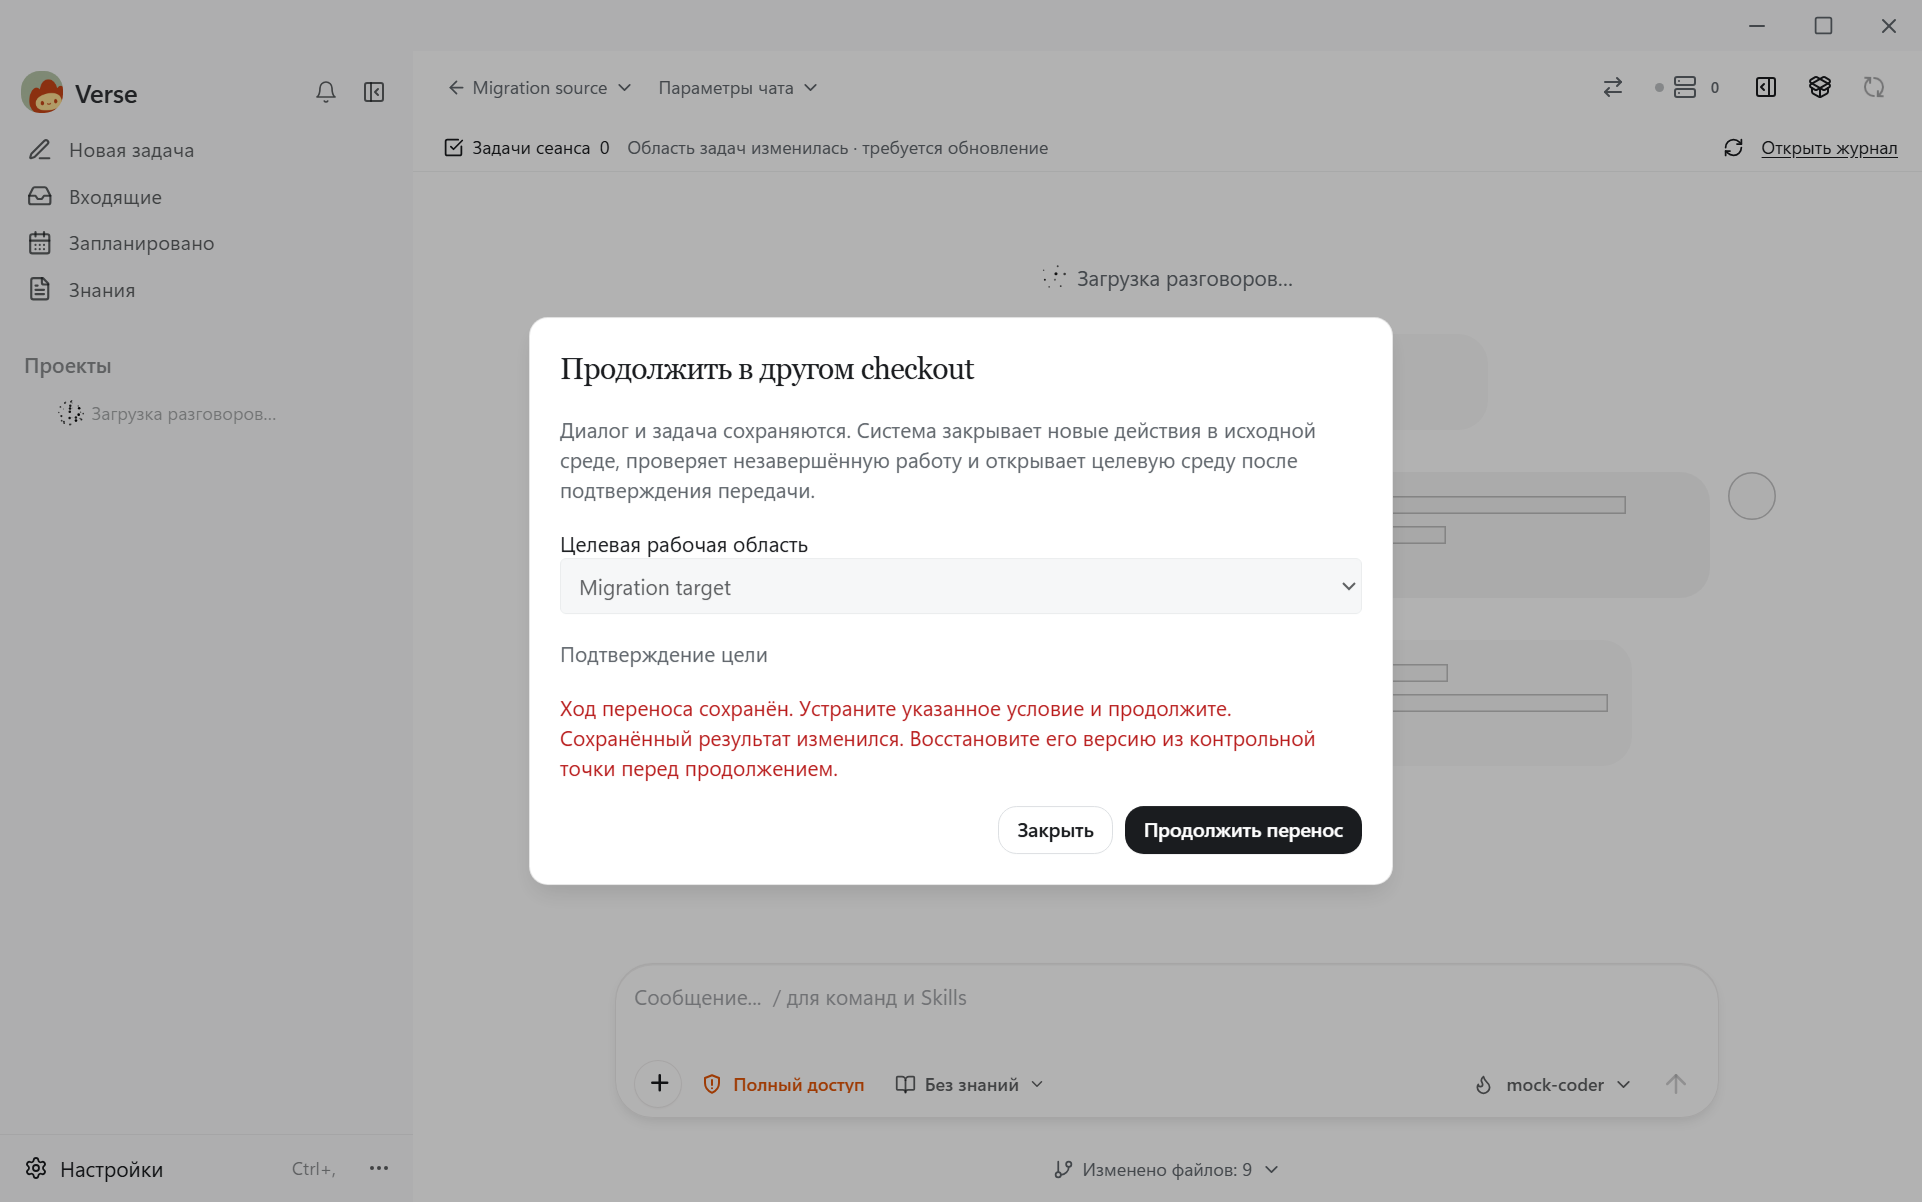 Verse
Новая задача
Входящие
Запланировано
Знания
Проекты
Загрузка разговоров...
Настройки
Ctrl+,
Migration source
Параметры чата
0
Задачи сеанса 0
Область задач изменилась · требуется обновление
Открыть журнал
Загрузка разговоров...
Продолжить в другом checkout
Диалог и задача сохраняются. Система закрывает новые действия в исходной
среде, проверяет незавершённую работу и открывает целевую среду после
подтверждения передачи.
Целевая рабочая область
Migration target
Подтверждение цели
Ход переноса сохранён. Устраните указанное условие и продолжите.
Сохранённый результат изменился. Восстановите его версию из контрольной
точки перед продолжением.
Закрыть
Продолжить перенос
Сообщение... / для команд и Skills
Полный доступ
Без знаний
mock-coder
Изменено файлов: 9